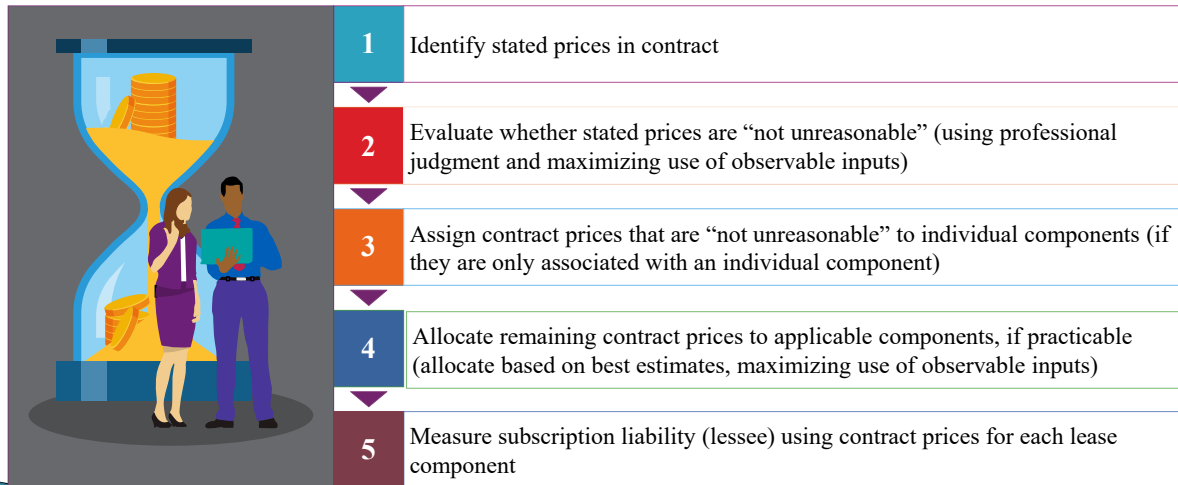 1
Identify stated prices in contract
2
Evaluate whether stated prices are “not unreasonable” (using professional
judgment and maximizing use of observable inputs)
3
Assign contract prices that are “not unreasonable” to individual components (if
they are only associated with an individual component)
4
Allocate remaining contract prices to applicable components, if practicable
(allocate based on best estimates, maximizing use of observable inputs)
5
Measure subscription liability (lessee) using contract prices for each lease
component